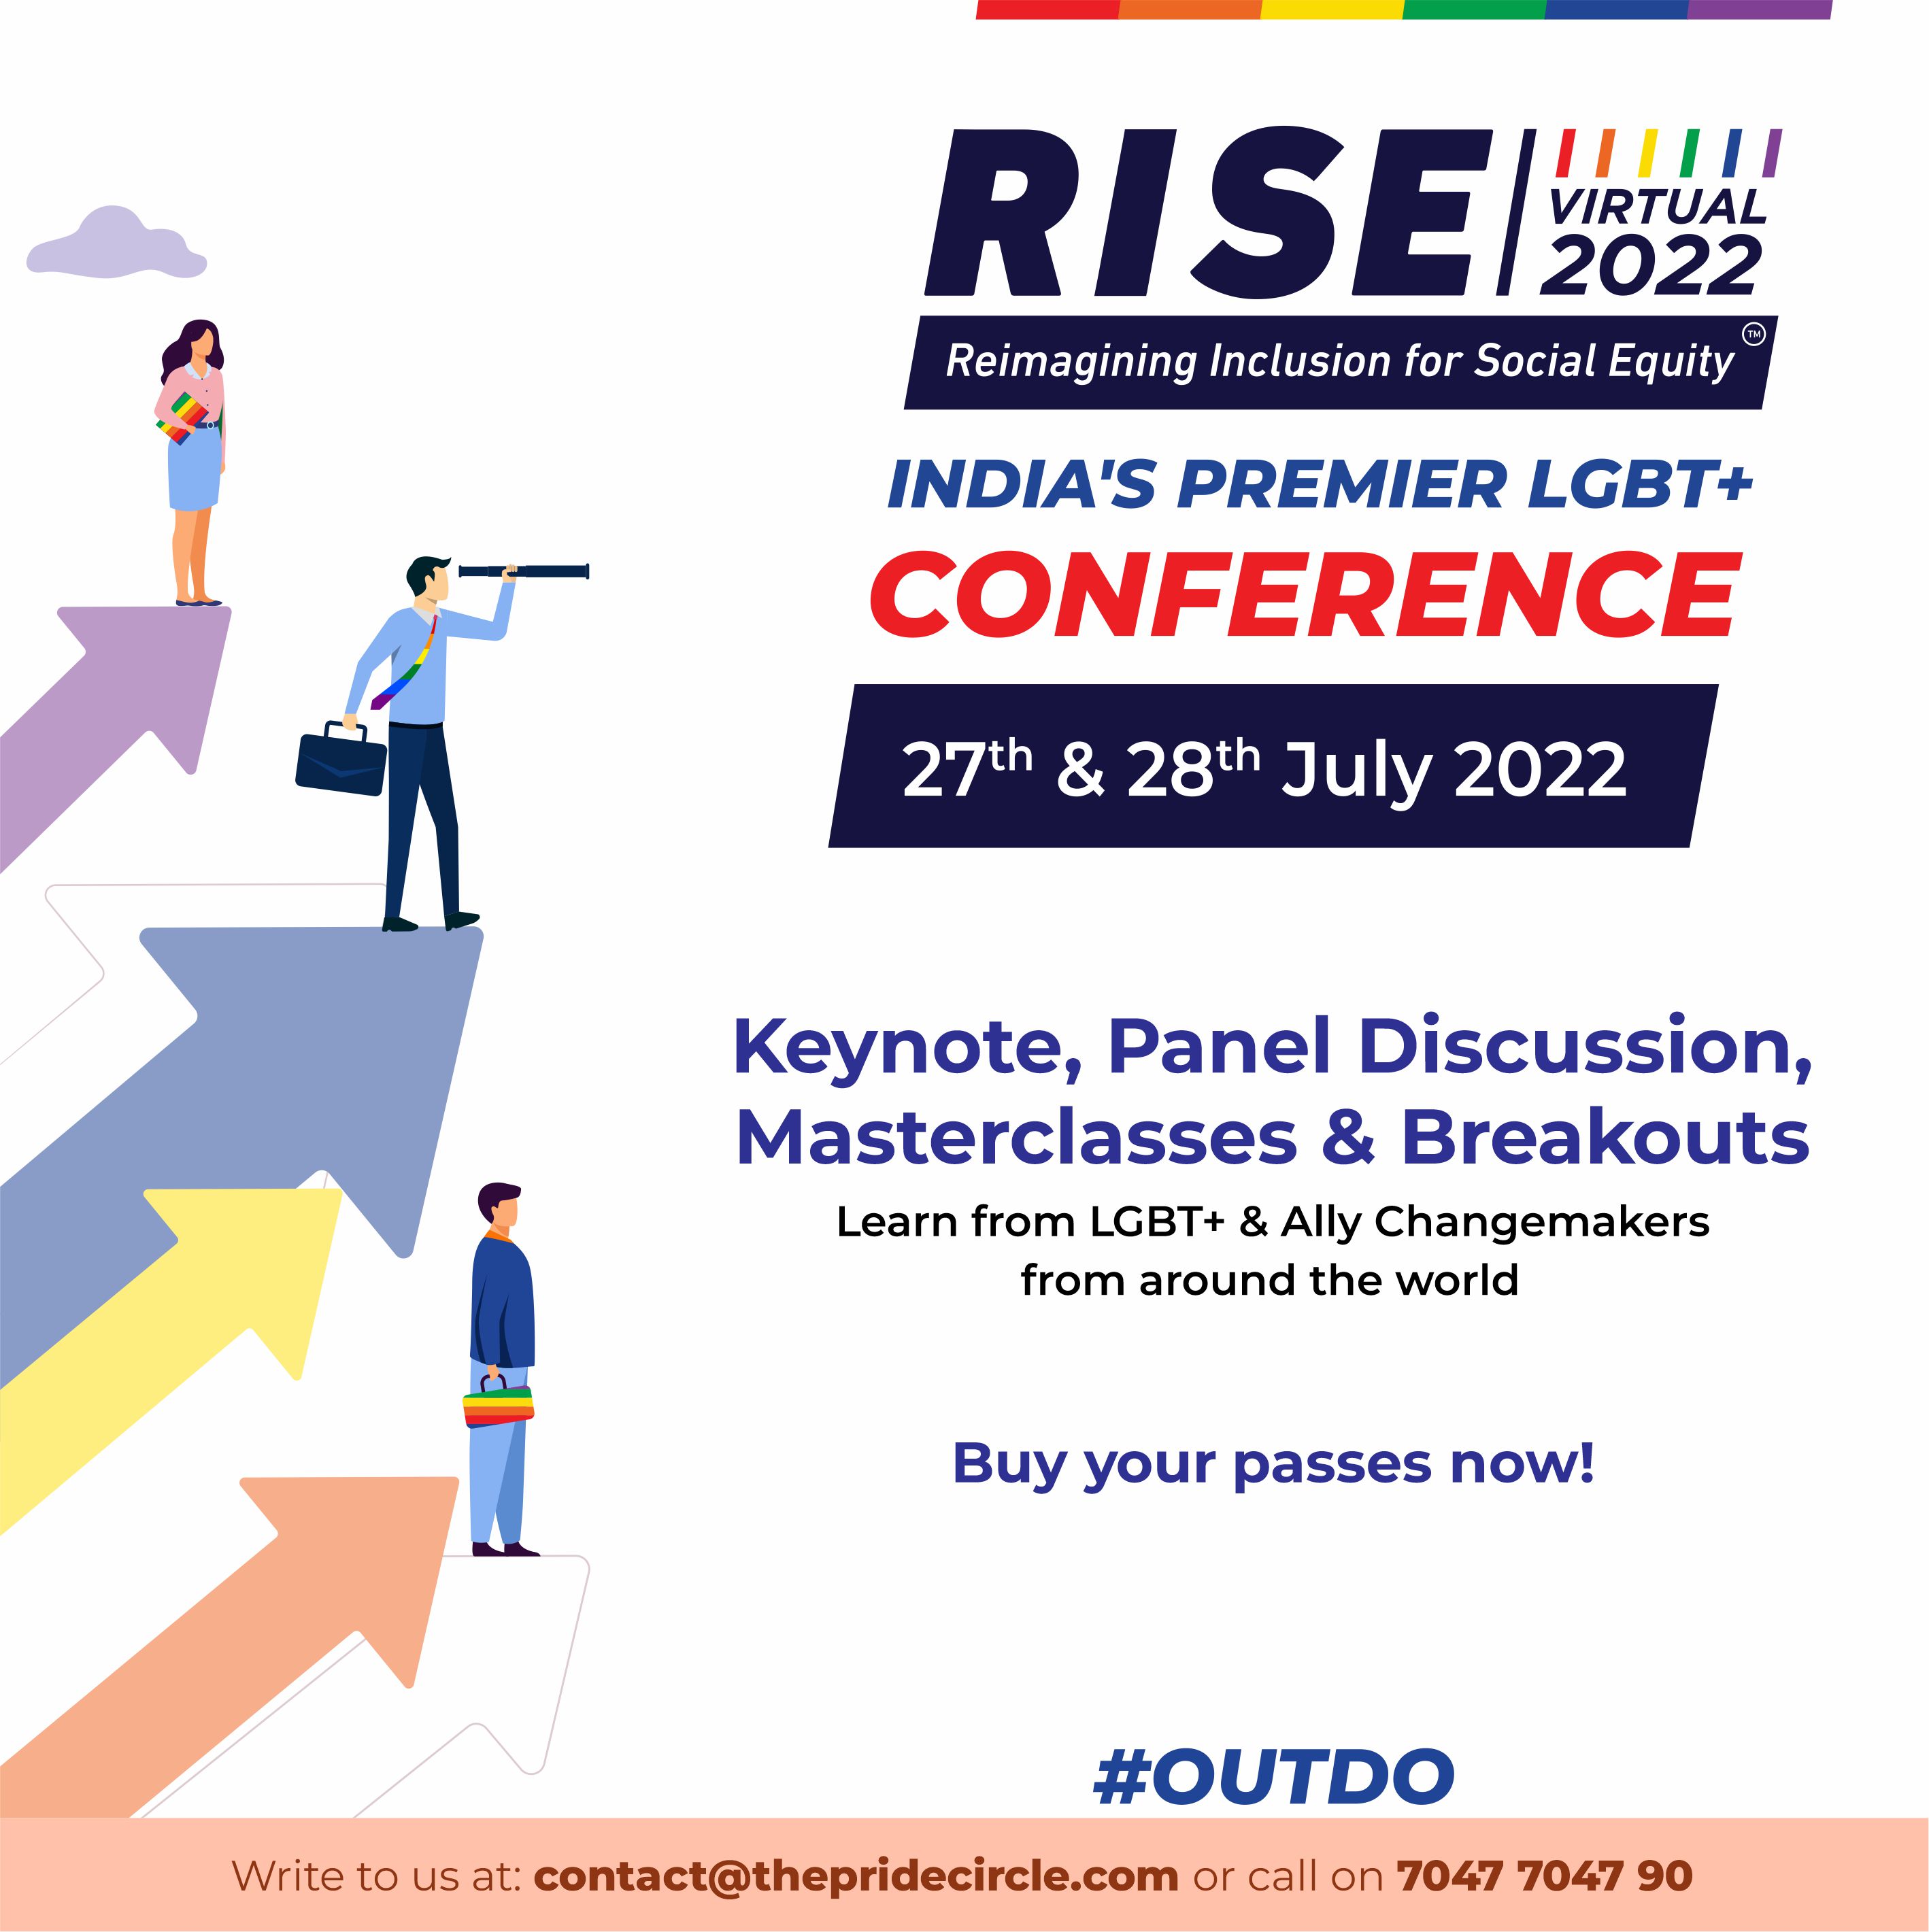 RISE
VIRTUAL
2022
Reimagining Inclusion for Social Equity TM
INDIA'S PREMIER LGBT+
CONFERENCE
27th & 28th July 2022
Keynote, Panel Discussion,
Masterclasses & Breakouts
Learn from LGBT+ & Ally Changemakers
from around the world
Buy your passes now!
#OUTDO
Write to us at: contact@thepridecircle.com or call on 7047 7047 90